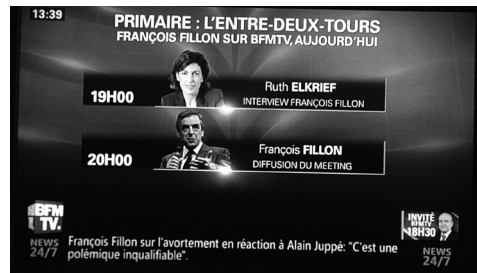 13:39
PRIMAIRE : L'ENTRE-DEUX-TOURS
FRANÇOIS FILLON SUR BFMTV, AUJOURD'HUI
19H00
Ruth ELKRIEF
INTERVIEW FRANÇOIS FILLON
20H00
François FILLON
DIFFUSION DU MEETING
BFM
TV.
INVITÉ
BFMTV
18H30
NEWS
24/7
François Fillon sur l'avortement en réaction à Alain Juppé: "C'est une
polémique inqualifiable".
NEWS
24/7